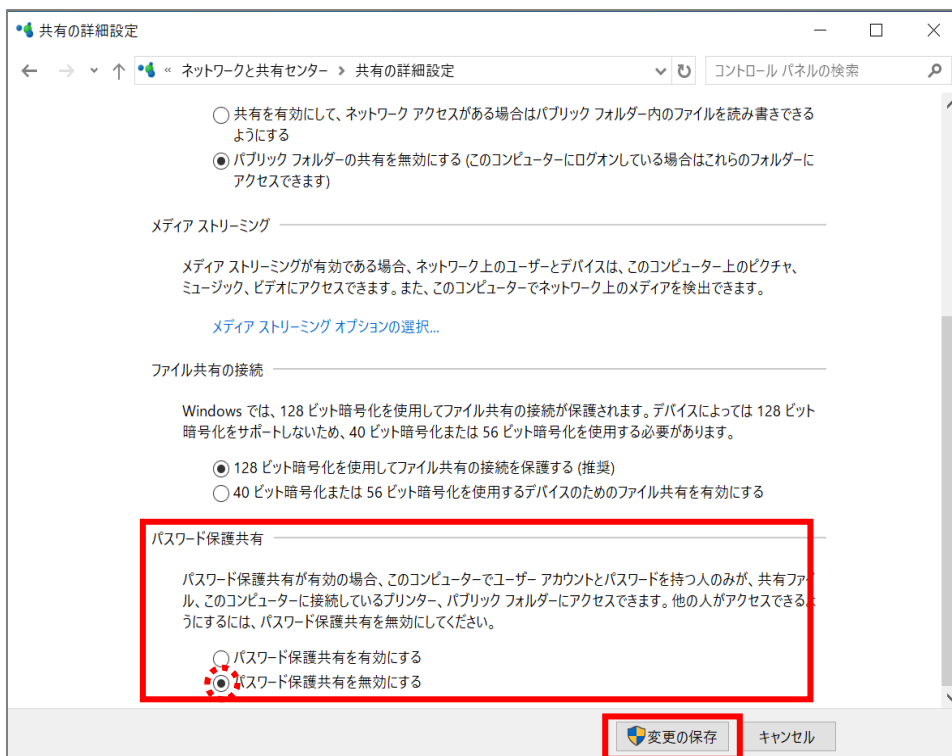 共有の詳細設定
« ネットワークと共有センター › 共有の詳細設定
コントロール パネルの検索
共有を有効にして、ネットワーク アクセスがある場合はパブリック フォルダー内のファイルを読み書きできる
ようにする
パブリック フォルダーの共有を無効にする (このコンピューターにログオンしている場合はこれらのフォルダーに
アクセスできます)
メディア ストリーミング
メディア ストリーミングが有効である場合、ネットワーク上のユーザーとデバイスは、このコンピューター上のピクチャ、
ミュージック、ビデオにアクセスできます。また、このコンピューターでネットワーク上のメディアを検出できます。
メディア ストリーミング オプションの選択...
ファイル共有の接続
Windows では、128 ビット暗号化を使用してファイル共有の接続が保護されます。デバイスによっては 128 ビット
暗号化をサポートしないため、40 ビット暗号化または 56 ビット暗号化を使用する必要があります。
128 ビット暗号化を使用してファイル共有の接続を保護する (推奨)
40 ビット暗号化または 56 ビット暗号化を使用するデバイスのためのファイル共有を有効にする
パスワード保護共有
パスワード保護共有が有効の場合、このコンピューターでユーザー アカウントとパスワードを持つ人のみが、共有ファイ
ル、このコンピューターに接続しているプリンター、パブリック フォルダーにアクセスできます。他の人がアクセスできるよ
うにするには、パスワード保護共有を無効にしてください。
パスワード保護共有を有効にする
パスワード保護共有を無効にする
変更の保存
キャンセル